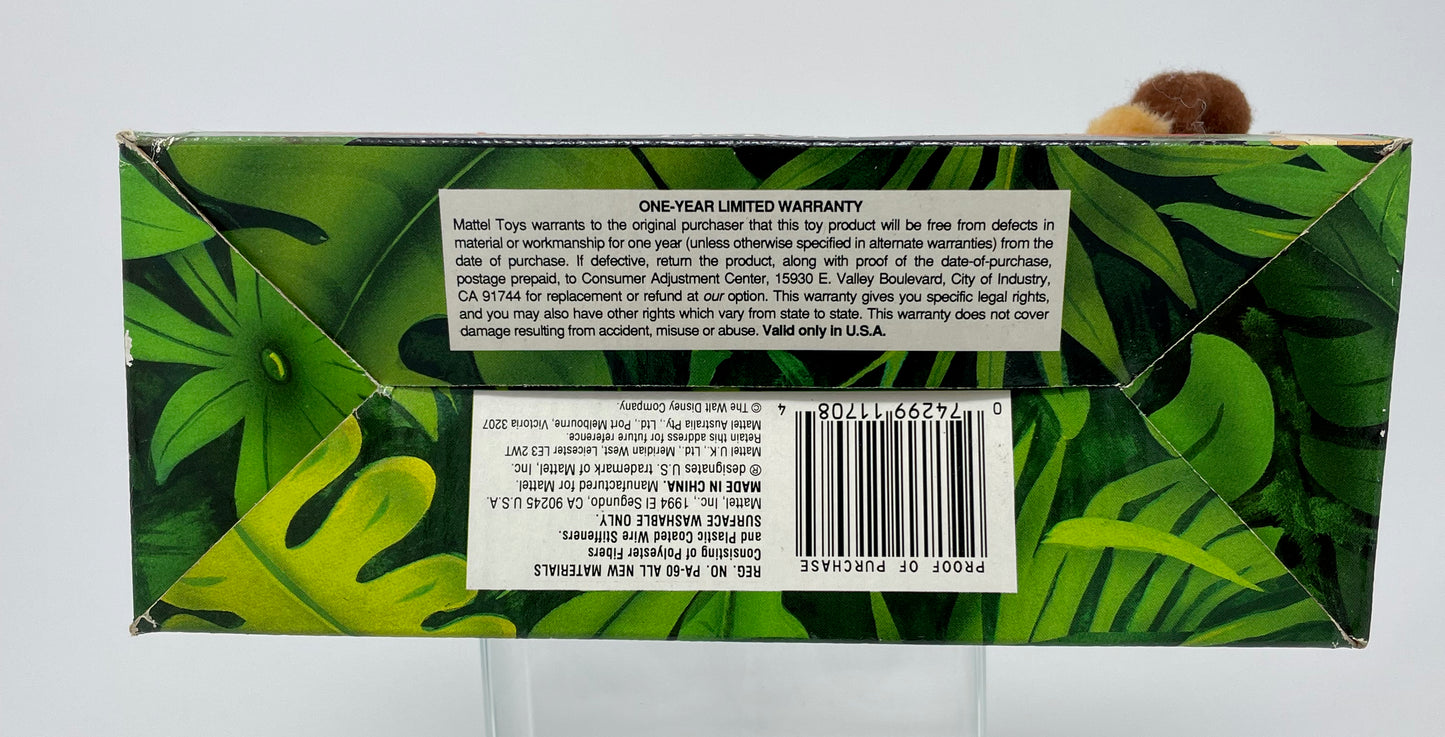 ONE-YEAR LIMITED WARRANTY
Mattel Toys warrants to the original purchaser that this toy product will be free from defects in
material or workmanship for one year (unless otherwise specified in alternate warranties) from the
date of purchase. If defective, return the product, along with proof of the date-of-purchase,
postage prepaid, to Consumer Adjustment Center, 15930 E. Valley Boulevard, City of Industry,
CA 91744 for replacement or refund at our option. This warranty gives you specific legal rights,
and you may also have other rights which vary from state to state. This warranty does not cover
damage resulting from accident, misuse or abuse. Valid only in U.S.A.
PROOF OF PURCHASE
0 74299 11708 4
REG. NO. PA-60 ALL NEW MATERIALS
Consisting of Polyester Fibers
and Plastic Coated Wire Stiffeners.
SURFACE WASHABLE ONLY.
Mattel, Inc., 1994 El Segundo, CA 90245 U.S.A.
MADE IN CHINA. Manufactured for Mattel.
® designates U.S. trademark of Mattel, Inc.
Mattel U.K., Ltd., Meridian West, Leicester LE3 2WT
Retain this address for future reference.
Mattel Australia Pty., Ltd., Melbourne, Port Melbourne, Victoria 3207
© The Walt Disney Company.